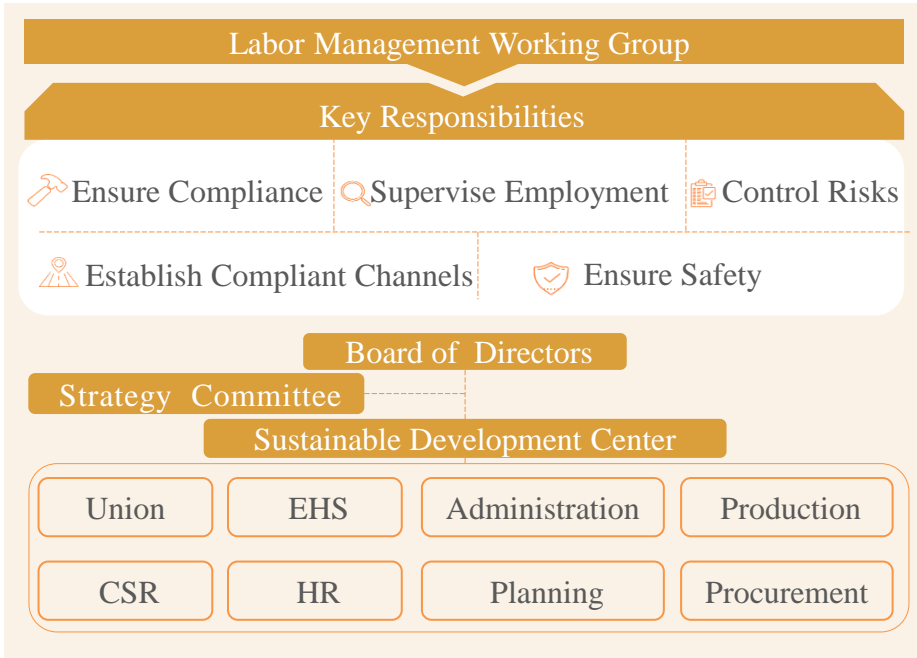 Labor Management Working Group
Key Responsibilities
Ensure Compliance
Supervise Employment
Control Risks
Establish Compliant Channels
Ensure Safety
Board of Directors
Strategy Committee
Sustainable Development Center
Union
EHS
Administration
Production
CSR
HR
Planning
Procurement